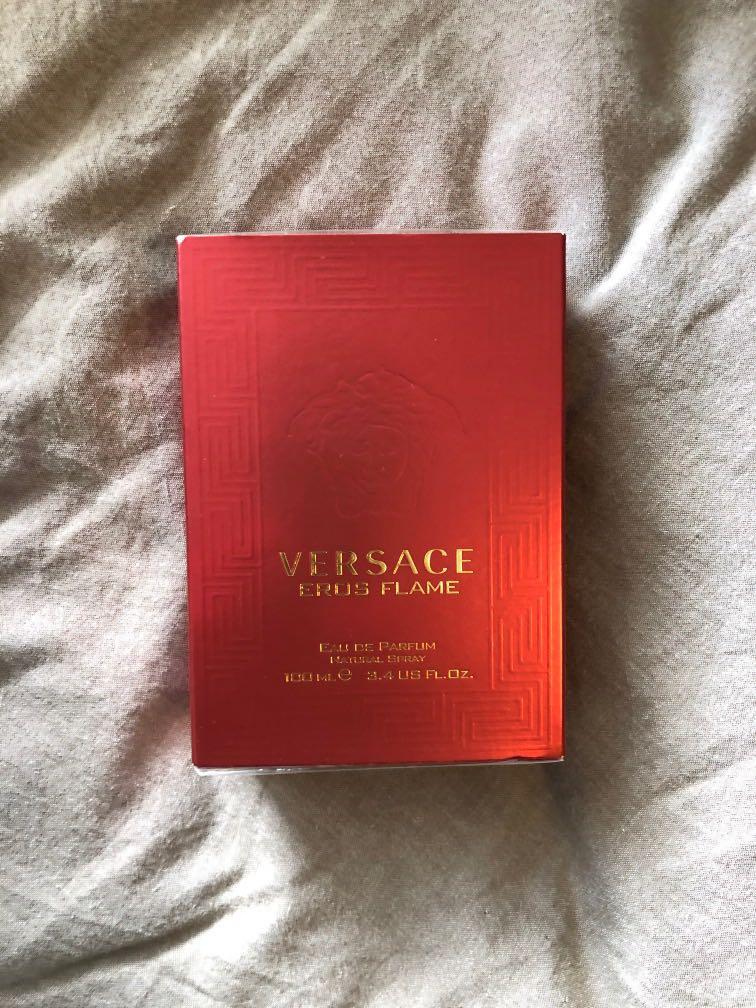 VERSACE
EROS FLAME
EAU DE PARFUM
NATURAL SPRAY
100 ML ℮ 3.4 US FL.OZ.